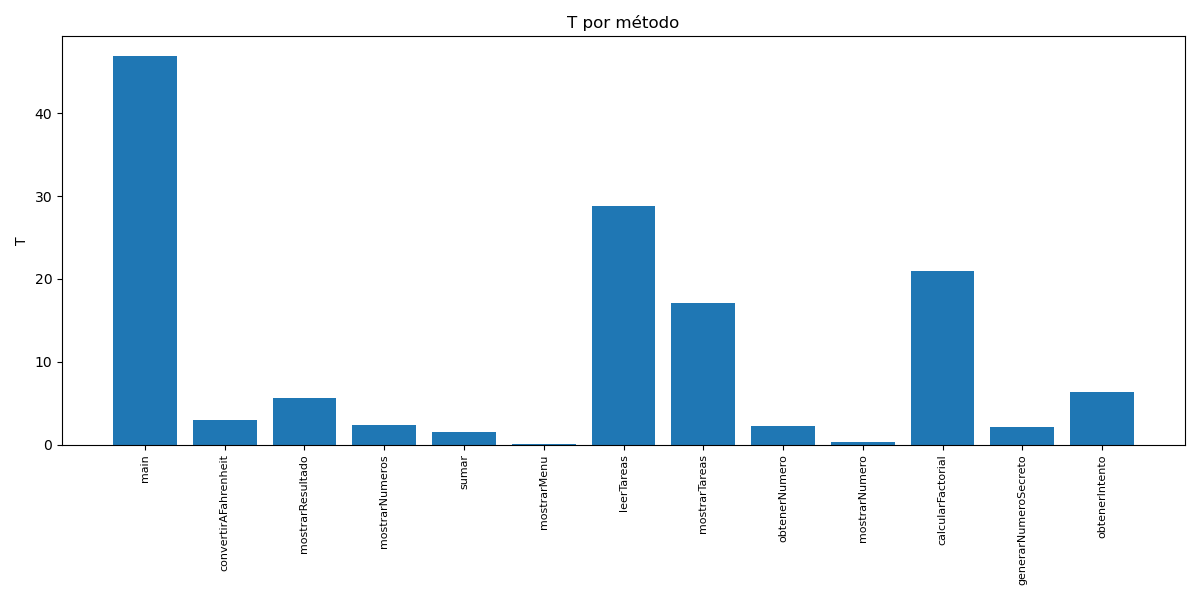 T por método
40
30
20
10
0
T
main
convertirAFahrenheit
mostrarResultado
mostrarNumeros
sumar
mostrarMenu
leerTareas
mostrarTareas
obtenerNumero
mostrarNumero
calcularFactorial
generarNumeroSecreto
obtenerIntento